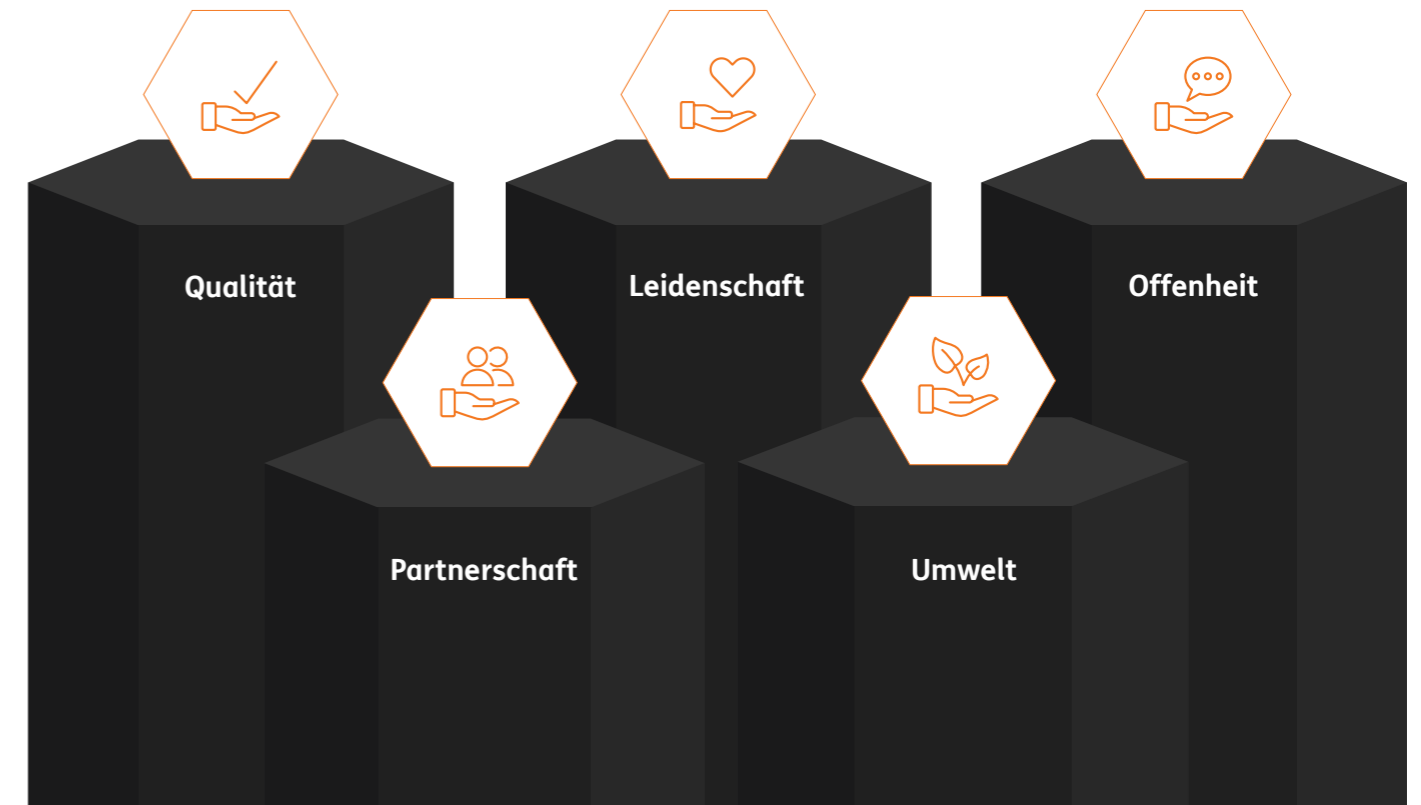 Qualität
Leidenschaft
Offenheit
Partnerschaft
Umwelt